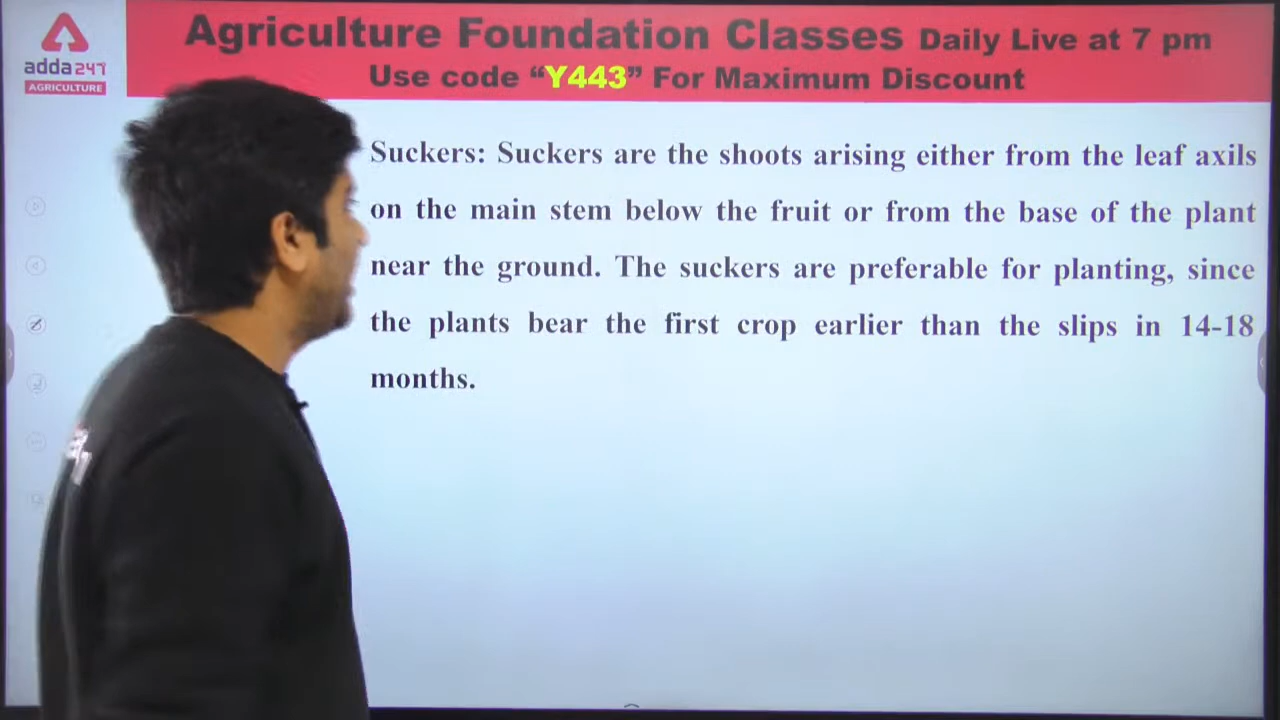 Agriculture Foundation Classes Daily Live at 7 pm
Use code “Y443” For Maximum Discount
adda247
AGRICULTURE
Suckers: Suckers are the shoots arising either from the leaf axils
on the main stem below the fruit or from the base of the plant
near the ground. The suckers are preferable for planting, since
the plants bear the first crop earlier than the slips in 14-18
months.